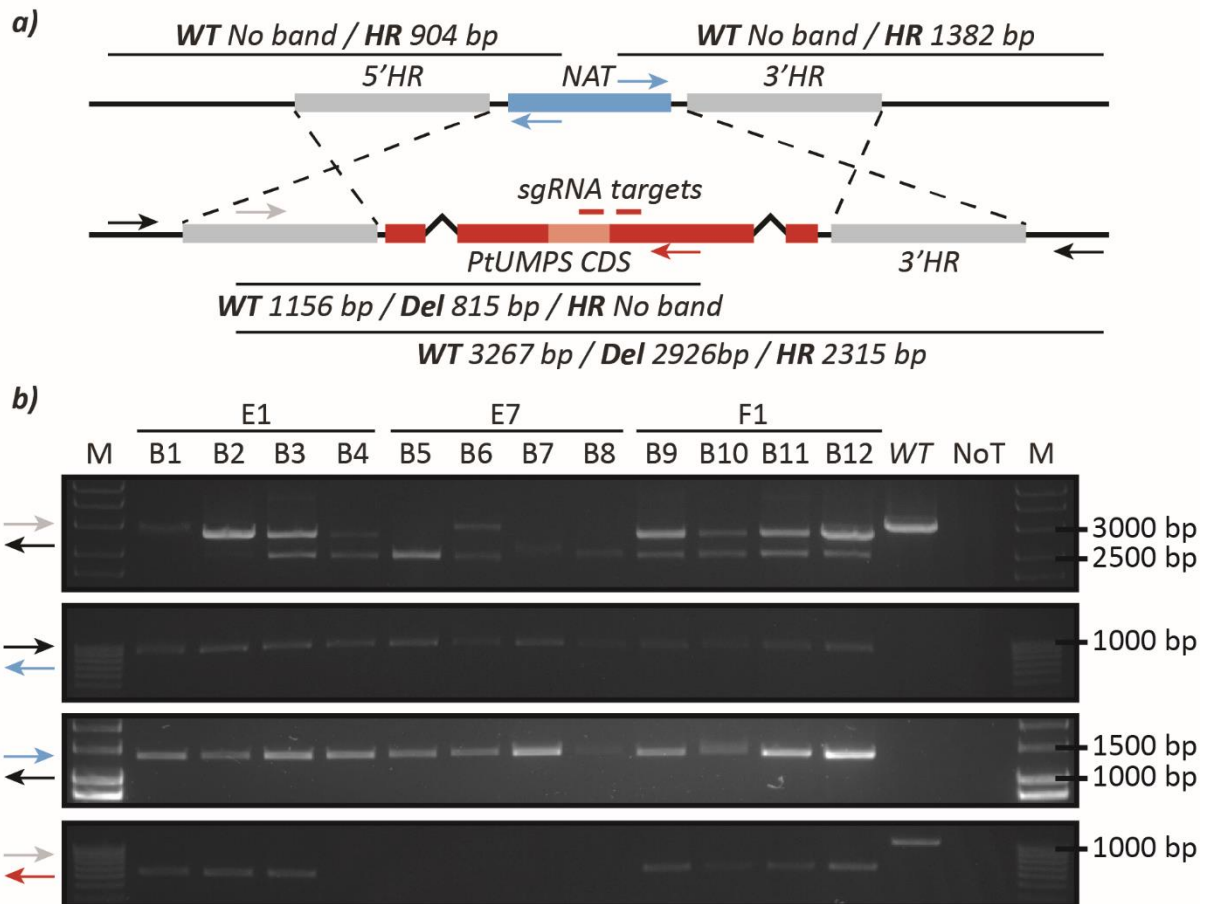 a)
WT No band / HR 904 bp
WT No band / HR 1382 bp
5'HR
NAT
3'HR
sgRNA targets
PtUMPS CDS
3'HR
WT 1156 bp / Del 815 bp / HR No band
WT 3267 bp / Del 2926bp / HR 2315 bp
b)
E1 E7 F1
M B1 B2 B3 B4 B5 B6 B7 B8 B9 B10 B11 B12 WT NoT M
3000 bp
2500 bp
1000 bp
1500 bp
1000 bp
1000 bp